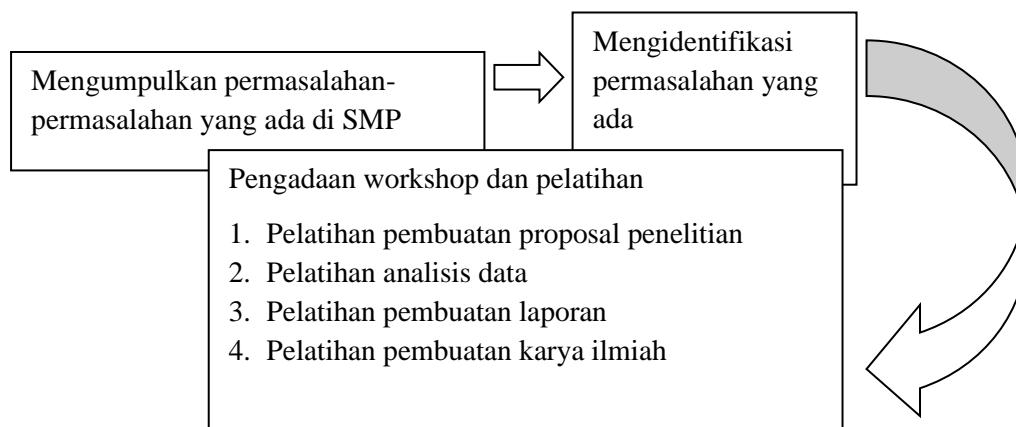 Mengumpulkan permasalahan-
permasalahan yang ada di SMP
Mengidentifikasi
permasalahan yang
ada
Pengadaan workshop dan pelatihan
1. Pelatihan pembuatan proposal penelitian
2. Pelatihan analisis data
3. Pelatihan pembuatan laporan
4. Pelatihan pembuatan karya ilmiah